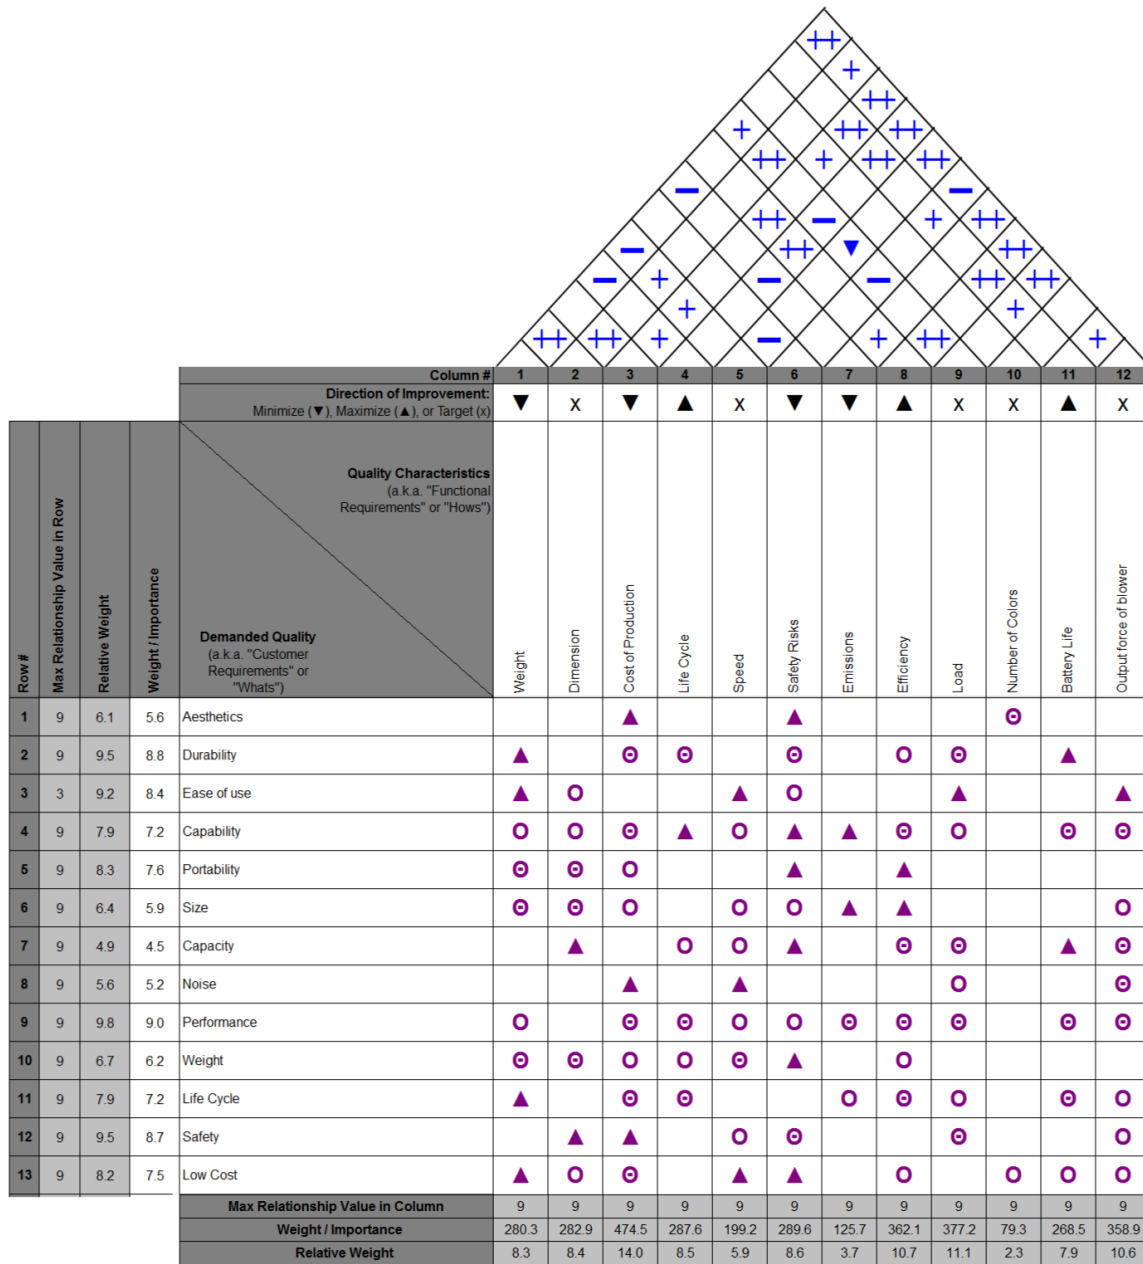 ++
+
++
+ ++ ++
++ + ++ ++
− −
++ − + ++
− ++ ▼ ++
− + − − ++ ++
+ +
++ ++ + − + ++ +
Column # 1 2 3 4 5 6 7 8 9 10 11 12
Direction of Improvement:
Minimize (▼), Maximize (▲), or Target (x) ▼ x ▼ ▲ x ▼ ▼ ▲ x x ▲ x
Row #
Max Relationship Value in Row
Relative Weight
Weight / Importance
Quality Characteristics
(a.k.a. "Functional
Requirements" or "Hows")
Demanded Quality
(a.k.a. "Customer
Requirements" or
"Whats")
Weight
Dimension
Cost of Production
Life Cycle
Speed
Safety Risks
Emissions
Efficiency
Load
Number of Colors
Battery Life
Output force of blower
1 9 6.1 5.6 Aesthetics ▲ ▲ Θ
2 9 9.5 8.8 Durability ▲ Θ Θ Θ O Θ ▲
3 3 9.2 8.4 Ease of use ▲ O ▲ O ▲ ▲
4 9 7.9 7.2 Capability O O Θ ▲ O ▲ ▲ Θ O Θ Θ
5 9 8.3 7.6 Portability Θ Θ O ▲ ▲
6 9 6.4 5.9 Size Θ Θ O O O ▲ ▲ O
7 9 4.9 4.5 Capacity ▲ O O ▲ Θ Θ ▲ Θ
8 9 5.6 5.2 Noise ▲ ▲ O Θ
9 9 9.8 9.0 Performance O Θ Θ O O Θ Θ Θ Θ Θ
10 9 6.7 6.2 Weight Θ Θ O O Θ ▲ O
11 9 7.9 7.2 Life Cycle ▲ Θ Θ O Θ O Θ O
12 9 9.5 8.7 Safety ▲ ▲ O Θ Θ O
13 9 8.2 7.5 Low Cost ▲ O Θ ▲ ▲ O O O O
Max Relationship Value in Column 9 9 9 9 9 9 9 9 9 9 9 9
Weight / Importance 280.3 282.9 474.5 287.6 199.2 289.6 125.7 362.1 377.2 79.3 268.5 358.9
Relative Weight 8.3 8.4 14.0 8.5 5.9 8.6 3.7 10.7 11.1 2.3 7.9 10.6